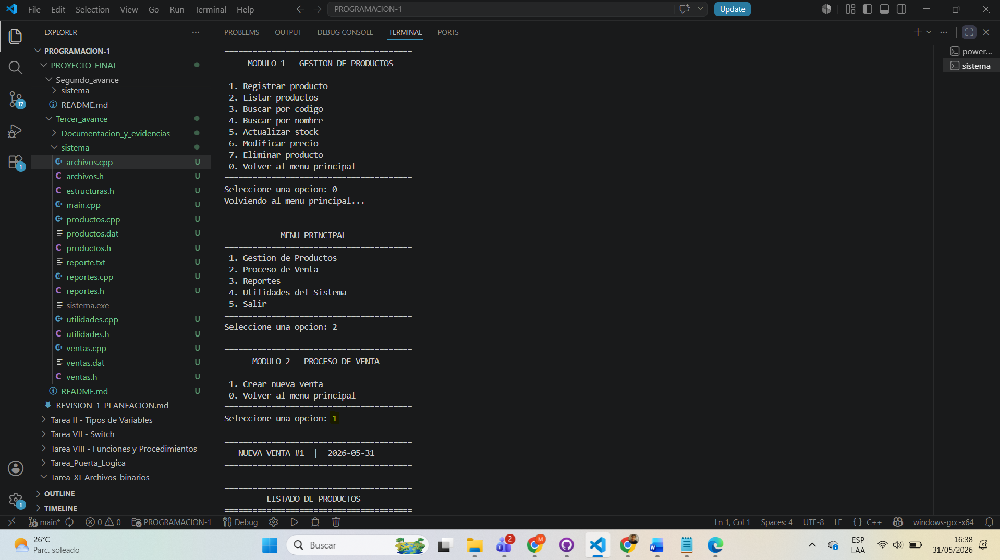 File Edit Selection View Go Run Terminal Help
PROGRAMACION-1
Update
EXPLORER
PROGRAMACION-1
PROYECTO_FINAL
Segundo_avance
sistema
README.md
Tercer_avance
Documentacion_y_evidencias
sistema
archivos.cpp U
archivos.h U
estructuras.h U
main.cpp U
productos.cpp U
productos.dat U
productos.h U
reporte.txt U
reportes.cpp U
reportes.h U
sistema.exe
utilidades.cpp U
utilidades.h U
ventas.cpp U
ventas.dat U
ventas.h U
README.md U
REVISION_1_PLANEACION.md
Tarea II - Tipos de Variables
Tarea VII - Switch
Tarea VIII - Funciones y Procedimientos
Tarea_Puerta_Logica
Tarea_XI-Archivos_binarios
OUTLINE
TIMELINE
17
1
1
PROBLEMS OUTPUT DEBUG CONSOLE TERMINAL PORTS
power...
sistema
========================================
MODULO 1 - GESTION DE PRODUCTOS
========================================
1. Registrar producto
2. Listar productos
3. Buscar por codigo
4. Buscar por nombre
5. Actualizar stock
6. Modificar precio
7. Eliminar producto
0. Volver al menu principal
========================================
Seleccione una opcion: 0
Volviendo al menu principal...
========================================
MENU PRINCIPAL
========================================
1. Gestion de Productos
2. Proceso de Venta
3. Reportes
4. Utilidades del Sistema
5. Salir
========================================
Seleccione una opcion: 2
========================================
MODULO 2 - PROCESO DE VENTA
========================================
1. Crear nueva venta
0. Volver al menu principal
========================================
Seleccione una opcion: 1
========================================
NUEVA VENTA #1 | 2026-05-31
========================================
========================================
LISTADO DE PRODUCTOS
========================================
main* 0 0 PROGRAMACION-1 Debug Ln 1, Col 1 Spaces: 4 UTF-8 LF {} C++ windows-gcc-x64
26°C
Parc. soleado
Buscar
2
M
ESP
LAA
16:38
31/05/2026